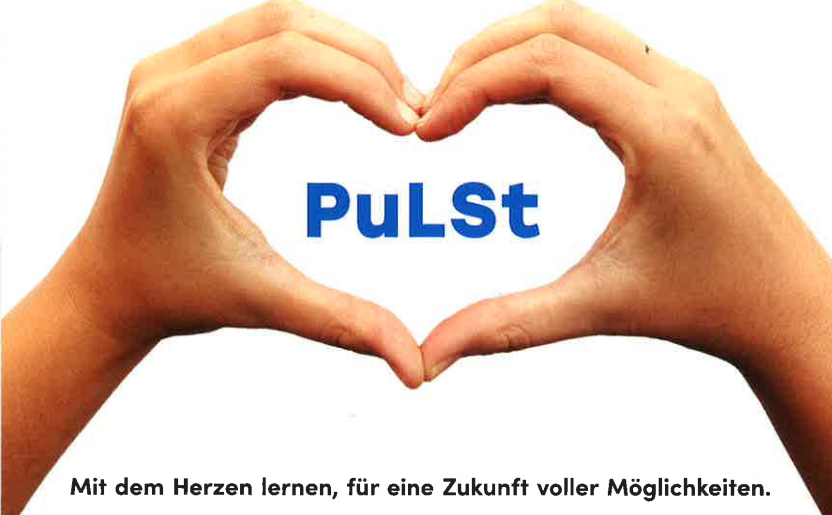 PuLSt
Mit dem Herzen lernen, für eine Zukunft voller Möglichkeiten.